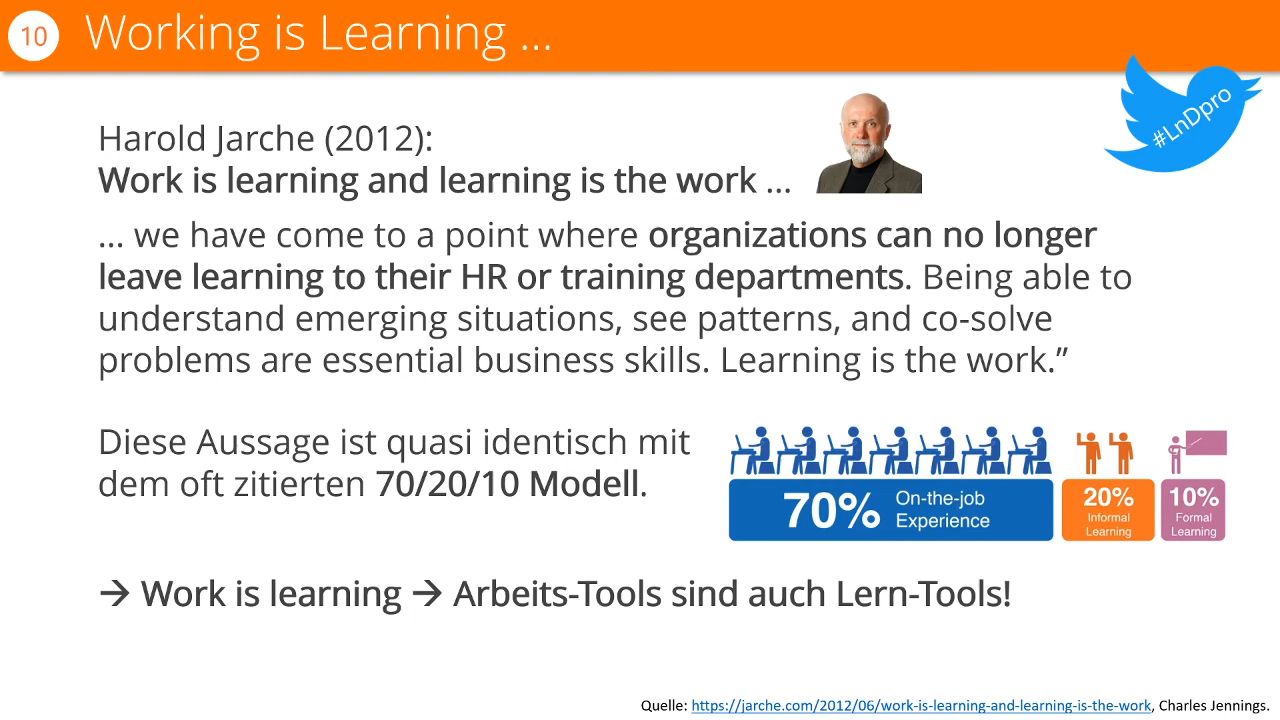 10
Working is Learning ...
#LnDpro
Harold Jarche (2012):
Work is learning and learning is the work ...
... we have come to a point where organizations can no longer
leave learning to their HR or training departments. Being able to
understand emerging situations, see patterns, and co-solve
problems are essential business skills. Learning is the work.”
Diese Aussage ist quasi identisch mit
dem oft zitierten 70/20/10 Modell.
70%
On-the-job
Experience
20%
Informal
Learning
10%
Formal
Learning
→ Work is learning → Arbeits-Tools sind auch Lern-Tools!
Quelle: https://jarche.com/2012/06/work-is-learning-and-learning-is-the-work, Charles Jennings.